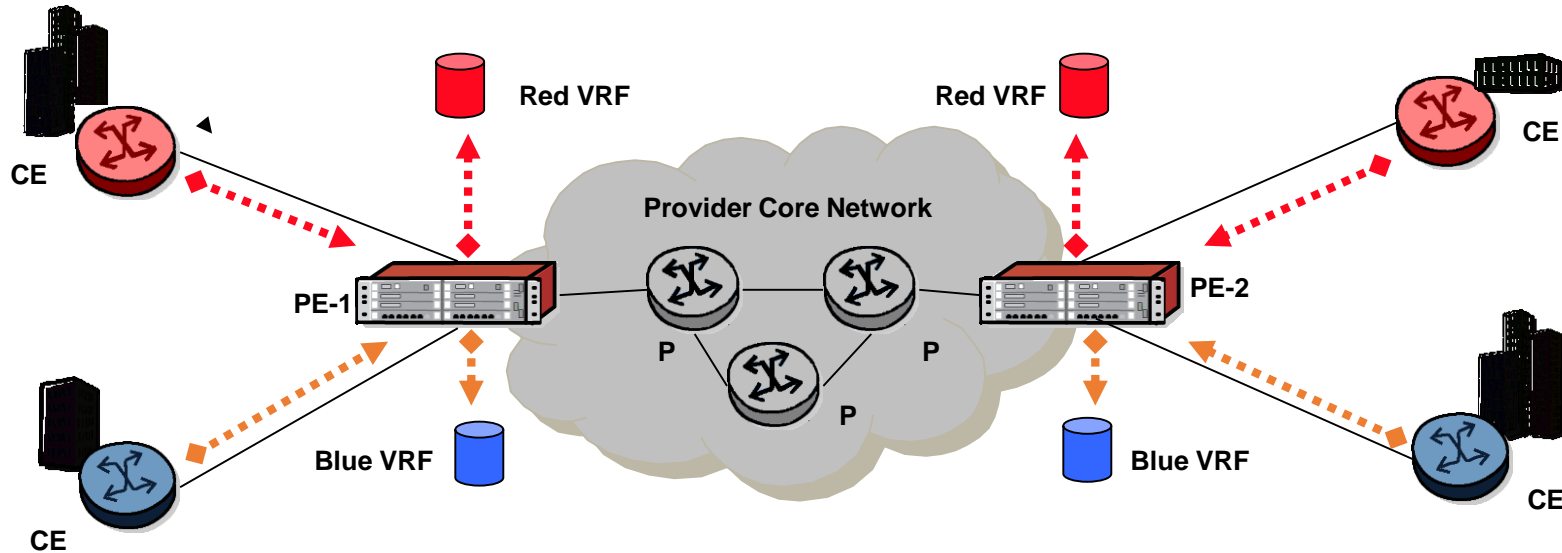 Red VRF
Red VRF
CE
CE
Provider Core Network
PE-1
PE-2
P
P
P
Blue VRF
Blue VRF
CE
CE